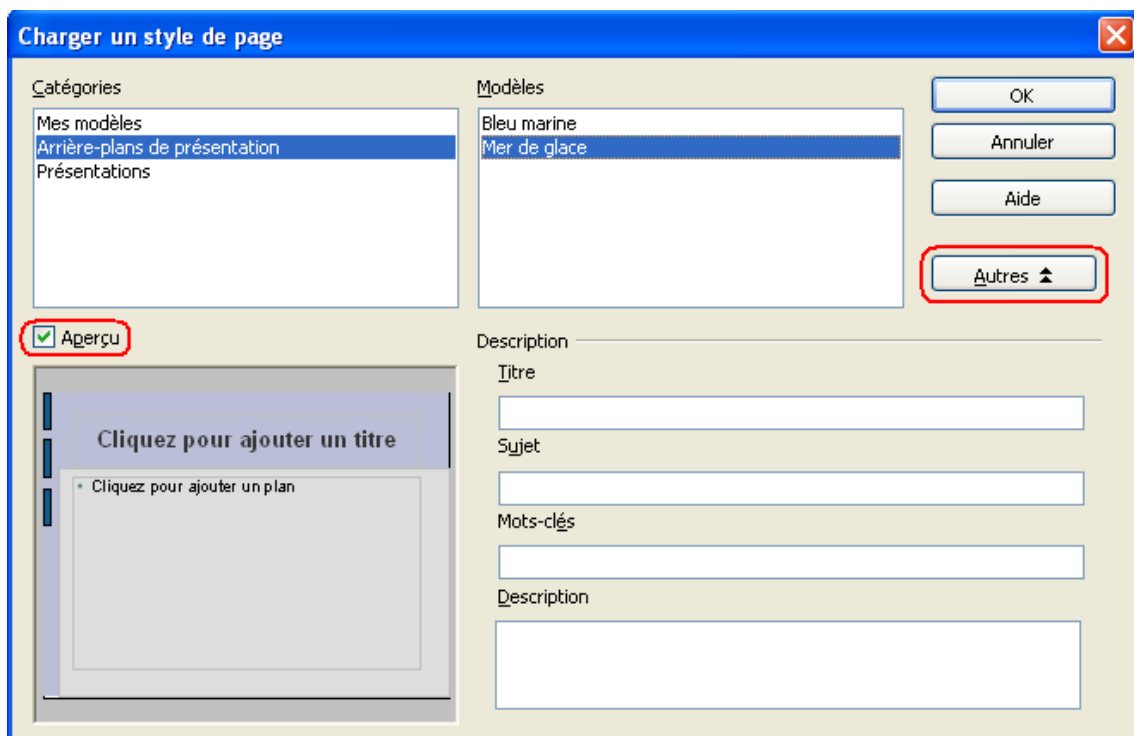 Charger un style de page
Catégories
Modèles
OK
Mes modèles
Bleu marine
Arrière-plans de présentation
Mer de glace
Annuler
Présentations
Aide
Autres
Aperçu
Description
Titre
Cliquez pour ajouter un titre
Sujet
Cliquez pour ajouter un plan
Mots-clés
Description